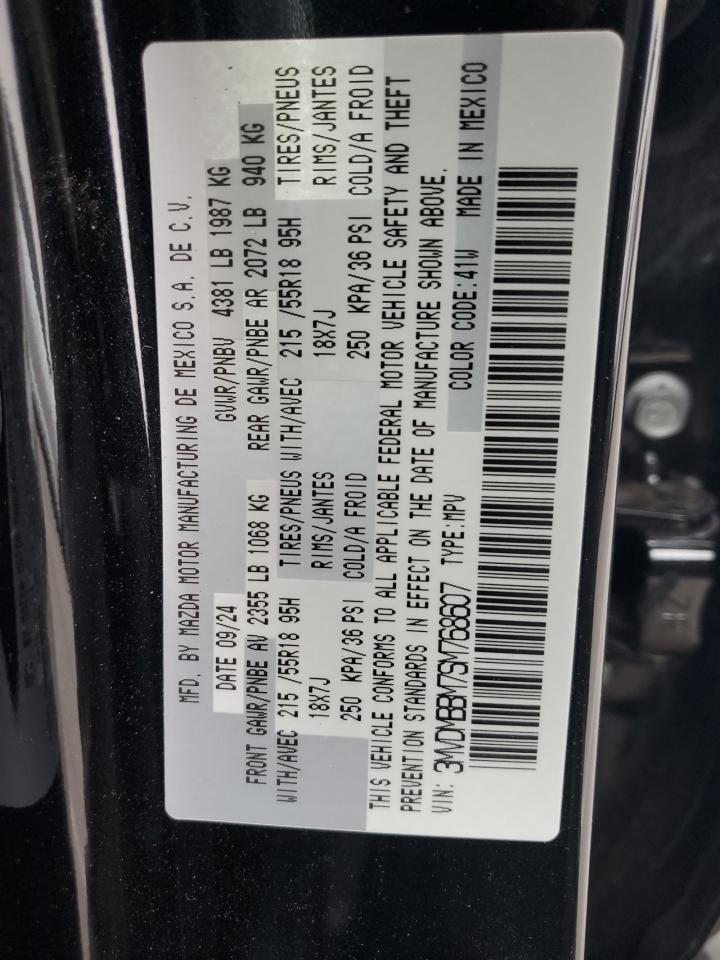 MFD. BY MAZDA MOTOR MANUFACTURING DE MEXICO S.A. DE C.V.
DATE 09/24 GVWR/PNBV 4381 LB 1987 KG
FRONT GAWR/PNBE AV 2355 LB 1068 KG REAR GAWR/PNBE AR 2072 LB 940 KG
WITH/AVEC 215 /55R18 95H TIRES/PNEUS WITH/AVEC 215 /55R18 95H TIRES/PNEUS
18X7J RIMS/JANTES 18X7J RIMS/JANTES
250 KPA/36 PSI COLD/A FROID 250 KPA/36 PSI COLD/A FROID
THIS VEHICLE CONFORMS TO ALL APPLICABLE FEDERAL MOTOR VEHICLE SAFETY AND THEFT
PREVENTION STANDARDS IN EFFECT ON THE DATE OF MANUFACTURE SHOWN ABOVE.
VIN: 3MVDMBBM7SM768607 TYPE:MPV COLOR CODE:41W MADE IN MEXICO